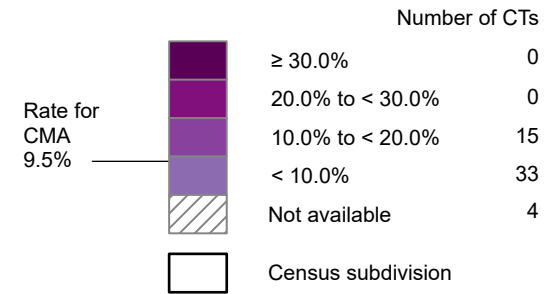 Number of CTs
≥ 30.0% 0
20.0% to < 30.0% 0
Rate for
CMA
9.5%
10.0% to < 20.0% 15
< 10.0% 33
Not available 4
Census subdivision